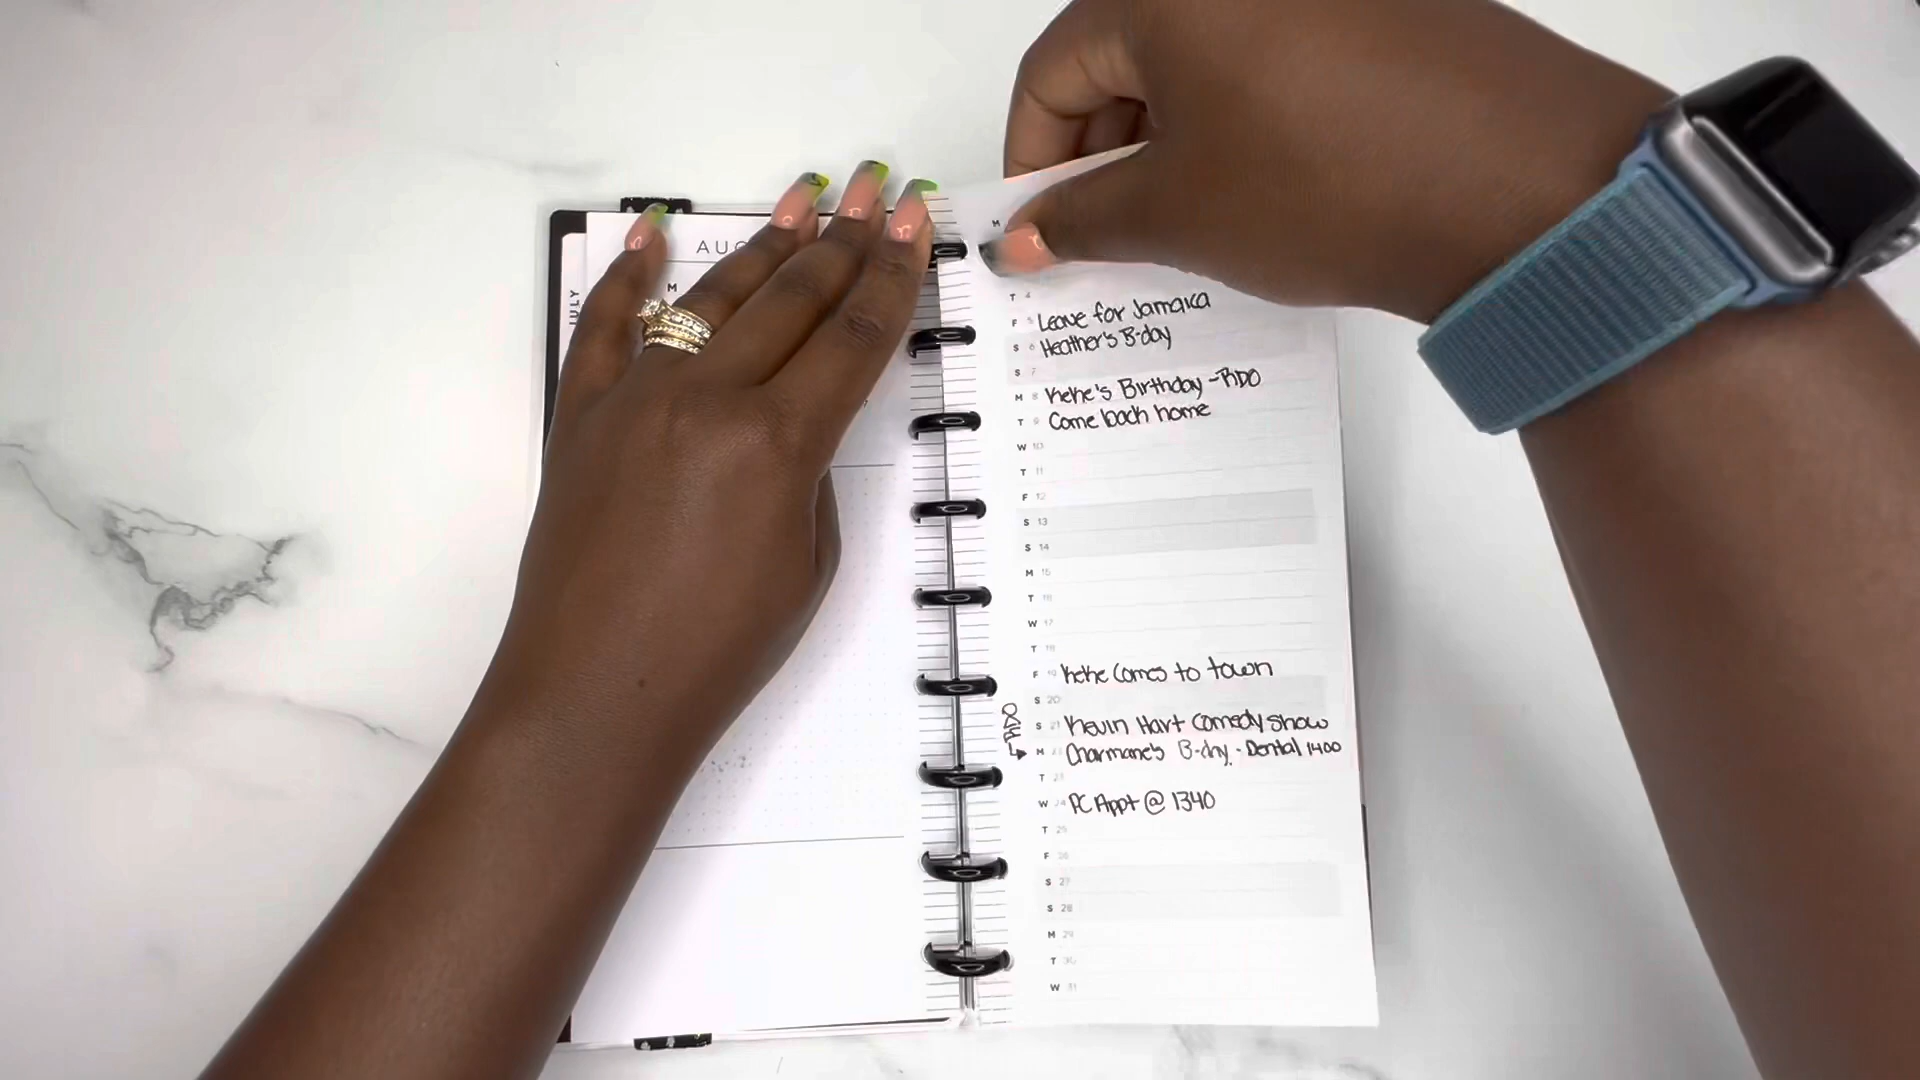 AUG
M
JULY
M
T 4
F 5 Leave for Jamaica
S 6 Heather's B-day
S 7
M 8 KeKe's Birthday - RDO
T 9 Come back home
W 10
T 11
F 12
S 13
S 14
M 15
T 16
W 17
T 18
F 19 KeKe Comes to town
S 20
S 21 Kevin Hart Comedy show
RDO
M 22 Charmane's B-day. - Dental 1400
T 23
W 24 PC Appt @ 1340
T 25
F 26
S 27
S 28
M 29
T 30
W 31